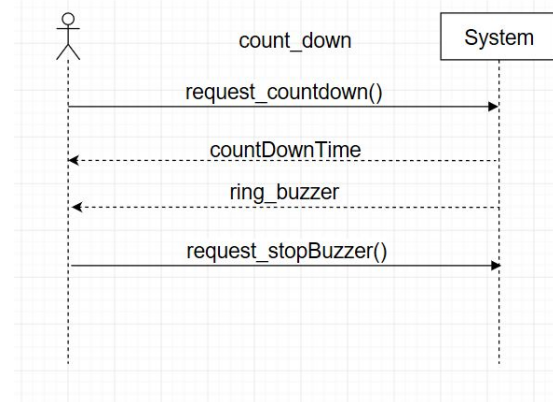 count_down
System
request_countdown()
countDownTime
ring_buzzer
request_stopBuzzer()